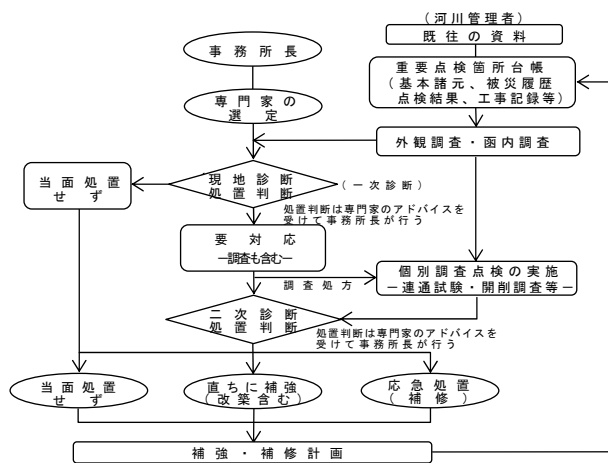 (河川管理者)
既往の資料
事務所長
重要点検箇所台帳
(基本諸元、被災履歴
点検結果、工事記録等)
専門家の
選定
外観調査・函内調査
当面処置
せず
現地診断
処置判断
(一次診断)
処置判断は専門家のアドバイスを
受けて事務所長が行う
要対応
ー調査も含むー
調査処方
個別調査点検の実施
ー連通試験・開削調査等ー
二次診断
処置判断
処置判断は専門家のアドバイスを
受けて事務所長が行う
当面処置
せず
直ちに補強
(改築含む)
応急処置
(補修)
補強・補修計画